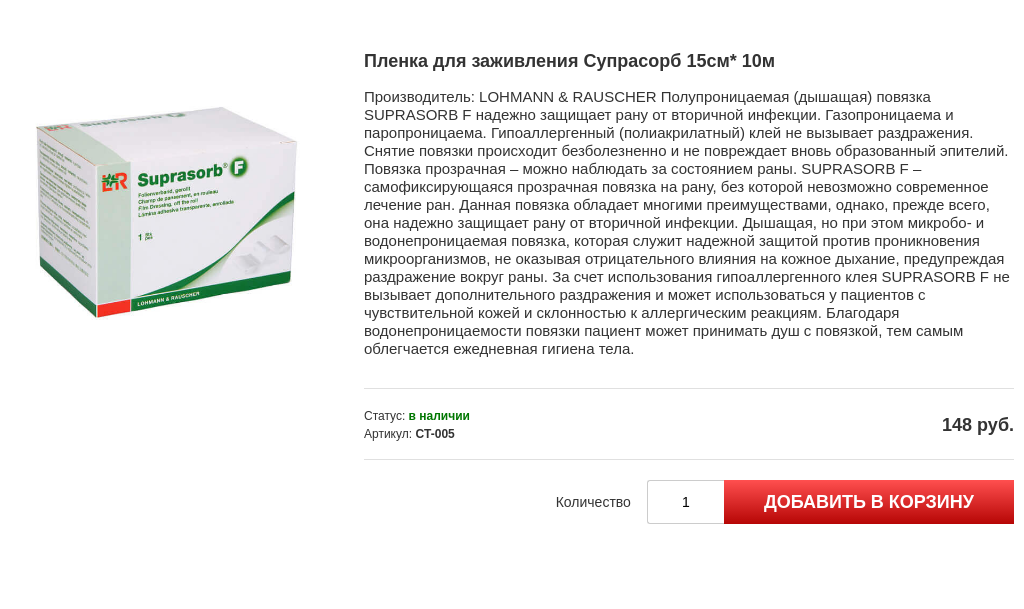 Пленка для заживления Супрасорб 15см* 10м
Производитель: LOHMANN & RAUSCHER Полупроницаемая (дышащая) повязка
SUPRASORB F надежно защищает рану от вторичной инфекции. Газопроницаема и
паропроницаема. Гипоаллергенный (полиакрилатный) клей не вызывает раздражения.
Снятие повязки происходит безболезненно и не повреждает вновь образованный эпителий.
Повязка прозрачная – можно наблюдать за состоянием раны. SUPRASORB F –
самофиксирующаяся прозрачная повязка на рану, без которой невозможно современное
лечение ран. Данная повязка обладает многими преимуществами, однако, прежде всего,
она надежно защищает рану от вторичной инфекции. Дышащая, но при этом микробо- и
водонепроницаемая повязка, которая служит надежной защитой против проникновения
микроорганизмов, не оказывая отрицательного влияния на кожное дыхание, предупреждая
раздражение вокруг раны. За счет использования гипоаллергенного клея SUPRASORB F не
вызывает дополнительного раздражения и может использоваться у пациентов с
чувствительной кожей и склонностью к аллергическим реакциям. Благодаря
водонепроницаемости повязки пациент может принимать душ с повязкой, тем самым
облегчается ежедневная гигиена тела.
Suprasorb® F
Folienverband, gerollt
Champ de pansement, en rouleau
Film Dressing, off the roll
Lámina adhesiva transparente, enrollada
1
LOHMANN & RAUSCHER
Статус: в наличии
Артикул: СТ-005
148 руб.
Количество 1 ДОБАВИТЬ В КОРЗИНУ